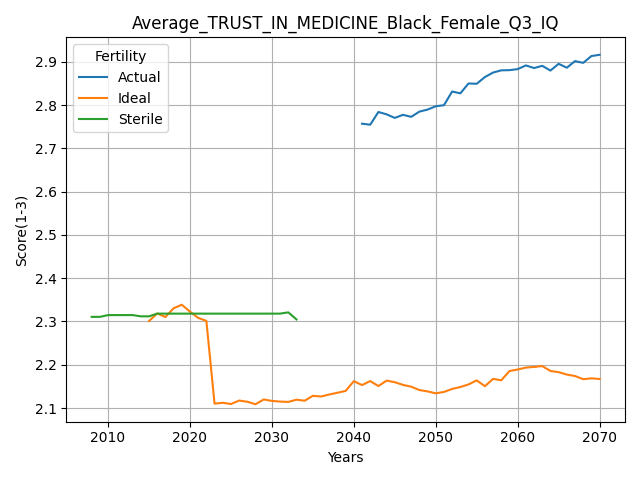 Average_TRUST_IN_MEDICINE_Black_Female_Q3_IQ
Fertility
Actual
Ideal
Sterile
Score(1-3)
2.9
2.8
2.7
2.6
2.5
2.4
2.3
2.2
2.1
2010 2020 2030 2040 2050 2060 2070
Years